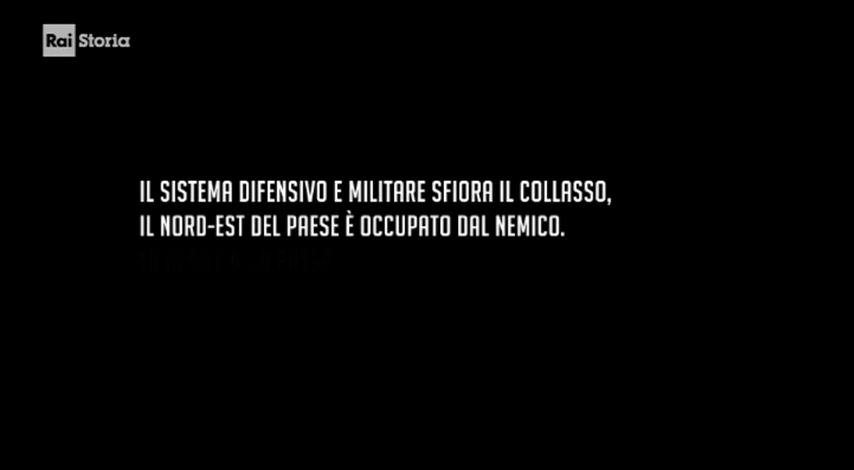 Rai Storia
IL SISTEMA DIFENSIVO E MILITARE SFIORA IL COLLASSO,
IL NORD-EST DEL PAESE È OCCUPATO DAL NEMICO.